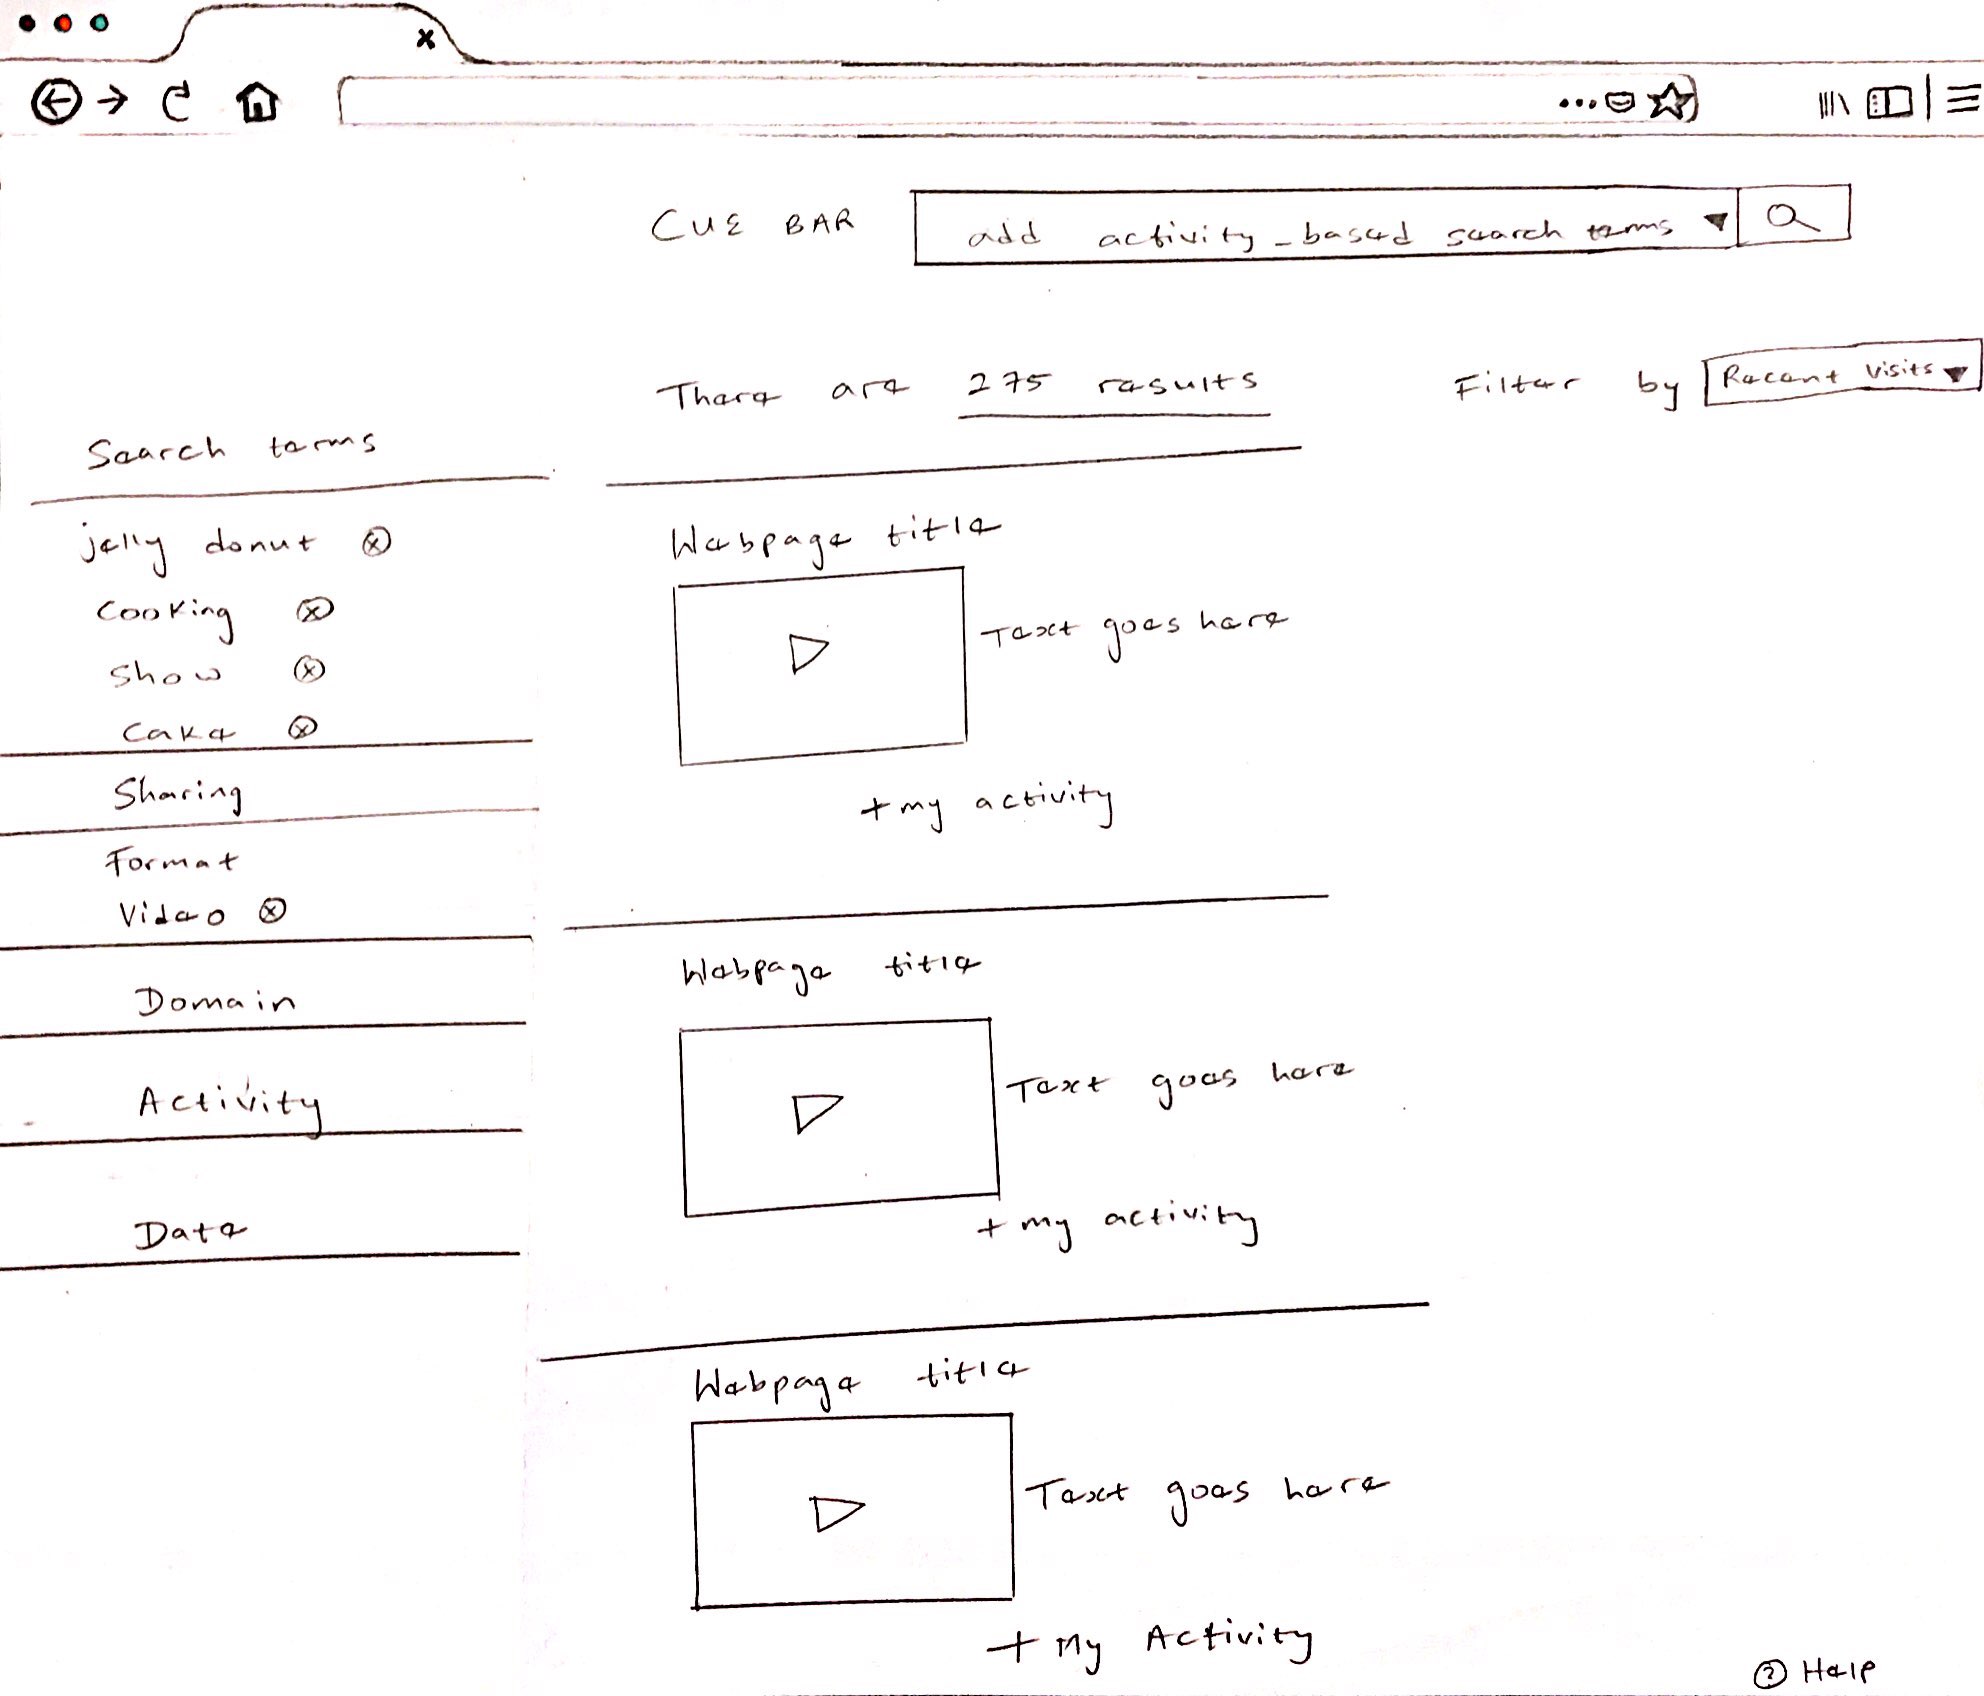 x
CUE BAR
add activity_based search terms
There are 275 results
Filter by Recent visits
Search terms
jelly donut x
cooking x
show x
cake x
Sharing
Format
Video x
Domain
Activity
Date
Webpage title
Text goes here
+ my activity
Webpage title
Text goes here
+ my activity
Webpage title
Text goes here
+ My Activity
? Help